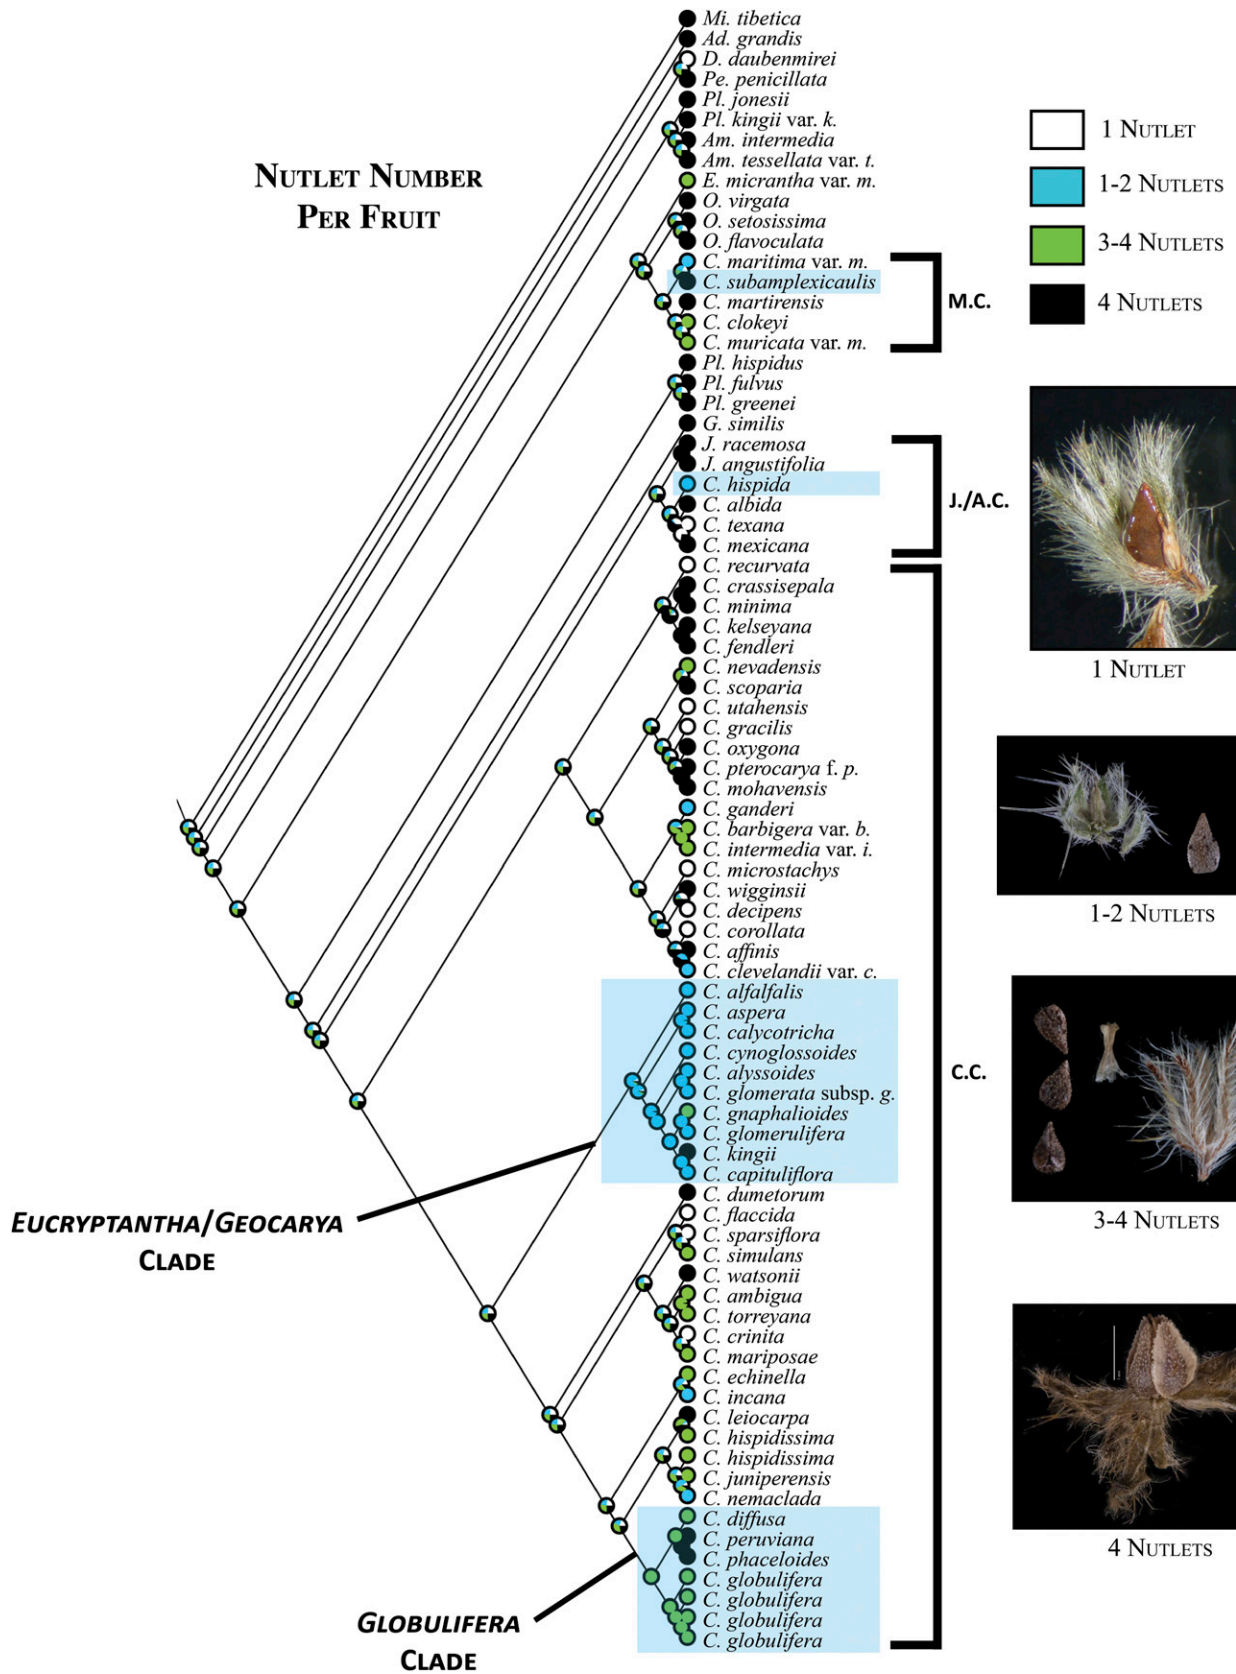 NUTLET NUMBER
PER FRUIT
Mi. tibetica
Ad. grandis
D. daubenmirei
Pe. penicillata
Pl. jonesii
Pl. kingii var. k.
Am. intermedia
Am. tessellata var. t.
E. micrantha var. m.
O. virgata
O. setosissima
O. flavoculata
C. maritima var. m.
C. subamplexicaulis
C. martirensis
C. clokeyi
C. muricata var. m.
Pl. hispidus
Pl. fulvus
Pl. greenei
G. similis
J. racemosa
J. angustifolia
C. hispida
C. albida
C. texana
C. mexicana
C. recurvata
C. crassisepala
C. minima
C. kelseyana
C. fendleri
C. nevadensis
C. scoparia
C. utahensis
C. gracilis
C. oxygona
C. pterocarya f. p.
C. mohavensis
C. ganderi
C. barbigera var. b.
C. intermedia var. i.
C. microstachys
C. wigginsii
C. decipens
C. corollata
C. affinis
C. clevelandii var. c.
C. alfalfalis
C. aspera
C. calycotricha
C. cynoglossoides
C. alyssoides
C. glomerata subsp. g.
C. gnaphalioides
C. glomerulifera
C. kingii
C. capituliflora
C. dumetorum
C. flaccida
C. sparsiflora
C. simulans
C. watsonii
C. ambigua
C. torreyana
C. crinita
C. mariposae
C. echinella
C. incana
C. leiocarpa
C. hispidissima
C. hispidissima
C. juniperensis
C. nemaclada
C. diffusa
C. peruviana
C. phaceloides
C. globulifera
C. globulifera
C. globulifera
C. globulifera
EUCRYPTANTHA/GEOCARYA
CLADE
GLOBULIFERA
CLADE
M.C.
J./A.C.
C.C.
1 NUTLET
1-2 NUTLETS
3-4 NUTLETS
4 NUTLETS
1 NUTLET
1-2 NUTLETS
3-4 NUTLETS
4 NUTLETS